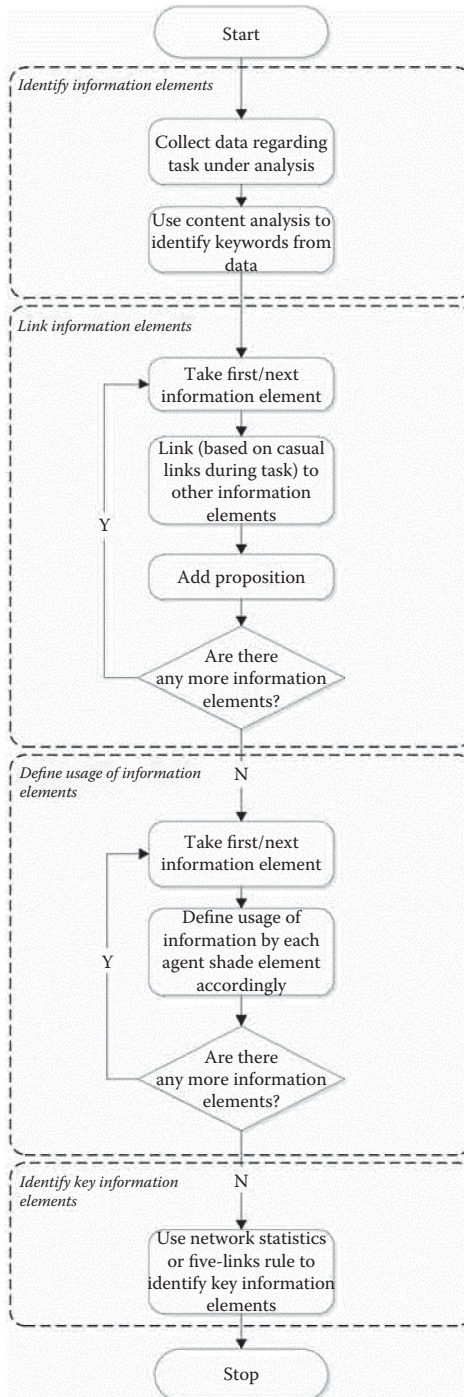 Start
Identify information elements
Collect data regarding
task under analysis
Use content analysis to
identify keywords from
data
Link information elements
Take first/next
information element
Link (based on casual
links during task) to
other information
elements
Y
Add proposition
Are there
any more information
elements?
N
Define usage of information
elements
Take first/next
information element
Define usage of
information by each
agent shade element
accordingly
Y
Are there
any more information
elements?
N
Identify key information
elements
Use network statistics
or five-links rule to
identify key information
elements
Stop